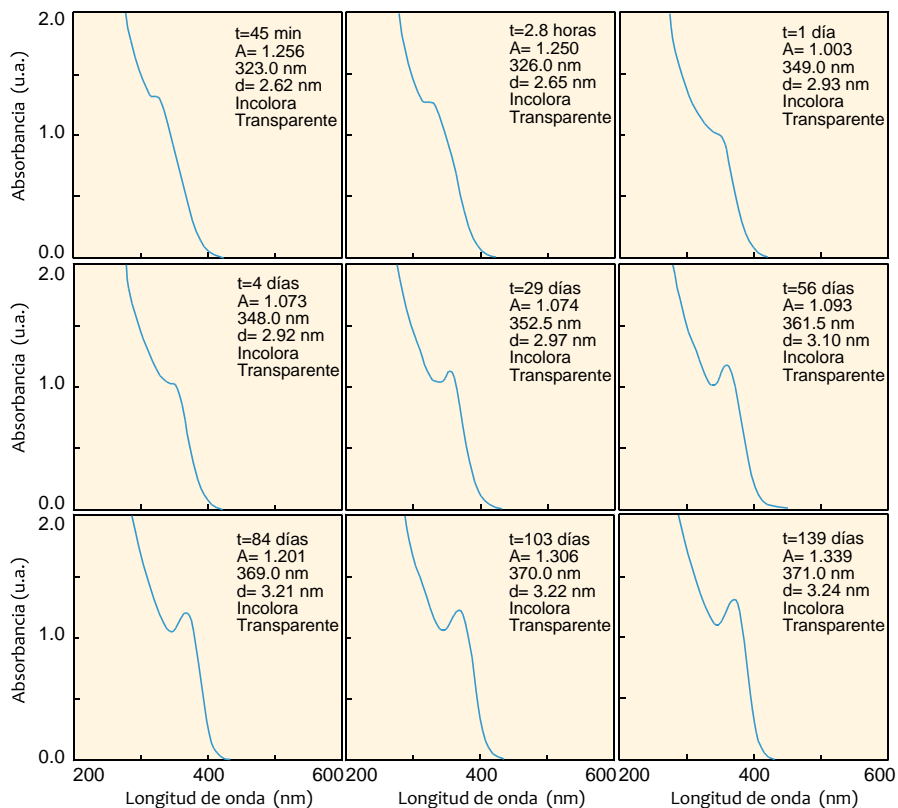 2.0
1.0
0.0
Absorbancia (u.a.)
t=45 min
A= 1.256
323.0 nm
d= 2.62 nm
Incolora
Transparente
t=2.8 horas
A= 1.250
326.0 nm
d= 2.65 nm
Incolora
Transparente
t=1 día
A= 1.003
349.0 nm
d= 2.93 nm
Incolora
Transparente
2.0
1.0
0.0
Absorbancia (u.a.)
t=4 días
A= 1.073
348.0 nm
d= 2.92 nm
Incolora
Transparente
t=29 días
A= 1.074
352.5 nm
d= 2.97 nm
Incolora
Transparente
t=56 días
A= 1.093
361.5 nm
d= 3.10 nm
Incolora
Transparente
2.0
1.0
0.0
Absorbancia (u.a.)
t=84 días
A= 1.201
369.0 nm
d= 3.21 nm
Incolora
Transparente
t=103 días
A= 1.306
370.0 nm
d= 3.22 nm
Incolora
Transparente
t=139 días
A= 1.339
371.0 nm
d= 3.24 nm
Incolora
Transparente
200 400 600
200 400 600
200 400 600
Longitud de onda (nm)
Longitud de onda (nm)
Longitud de onda (nm)